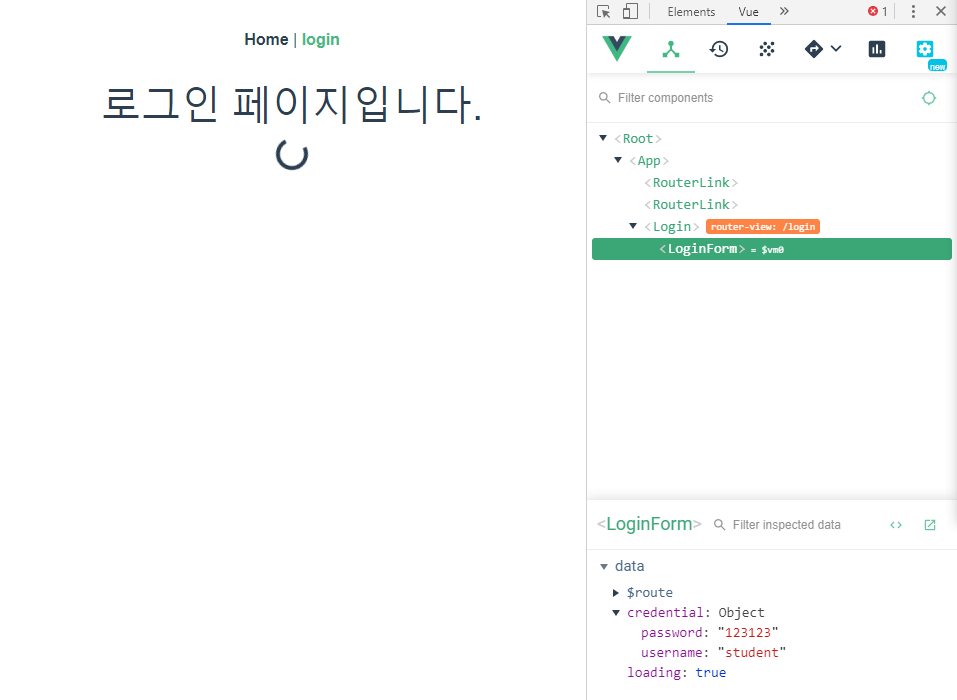 Home | login
로그인 페이지입니다.
Elements Vue 1
new
Filter components
<Root>
<App>
<RouterLink>
<RouterLink>
<Login> router-view: /login
<LoginForm> = $vm0
<LoginForm> Filter inspected data
data
$route
credential: Object
password: "123123"
username: "student"
loading: true